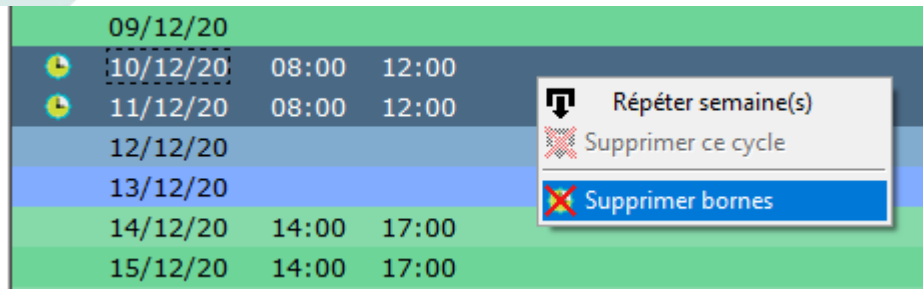 09/12/20
10/12/20 08:00 12:00
11/12/20 08:00 12:00
12/12/20
13/12/20
14/12/20 14:00 17:00
15/12/20 14:00 17:00
Répéter semaine(s)
Supprimer ce cycle
Supprimer bornes